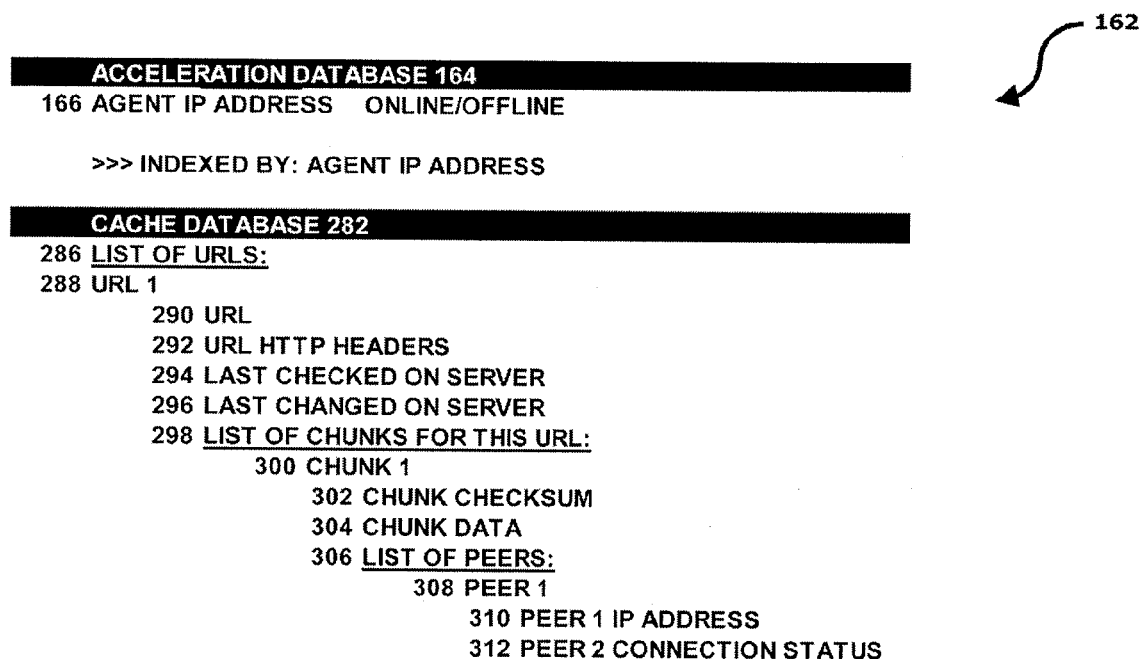 162
ACCELERATION DATABASE 164
166 AGENT IP ADDRESS ONLINE/OFFLINE
>>> INDEXED BY: AGENT IP ADDRESS
CACHE DATABASE 282
286 LIST OF URLS:
288 URL 1
290 URL
292 URL HTTP HEADERS
294 LAST CHECKED ON SERVER
296 LAST CHANGED ON SERVER
298 LIST OF CHUNKS FOR THIS URL:
300 CHUNK 1
302 CHUNK CHECKSUM
304 CHUNK DATA
306 LIST OF PEERS:
308 PEER 1
310 PEER 1 IP ADDRESS
312 PEER 2 CONNECTION STATUS